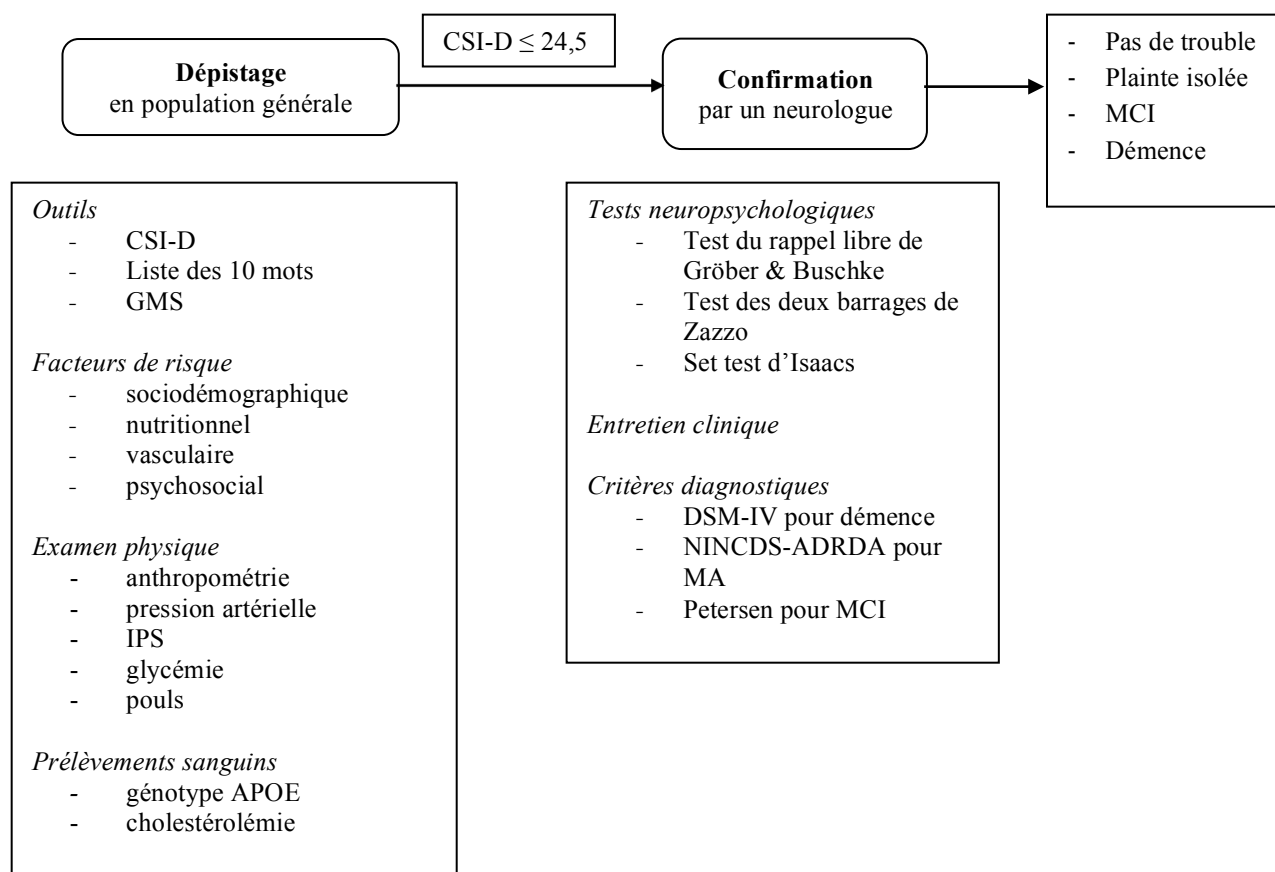 Dépistage
en population générale
CSI-D ≤ 24,5
Confirmation
par un neurologue
- Pas de trouble
- Plainte isolée
- MCI
- Démence
Outils
- CSI-D
- Liste des 10 mots
- GMS
Facteurs de risque
- sociodémographique
- nutritionnel
- vasculaire
- psychosocial
Examen physique
- anthropométrie
- pression artérielle
- IPS
- glycémie
- pouls
Prélèvements sanguins
- génotype APOE
- cholestérolémie
Tests neuropsychologiques
- Test du rappel libre de
Gröber & Buschke
- Test des deux barrages de
Zazzo
- Set test d’Isaacs
Entretien clinique
Critères diagnostiques
- DSM-IV pour démence
- NINCDS-ADRDA pour
MA
- Petersen pour MCI